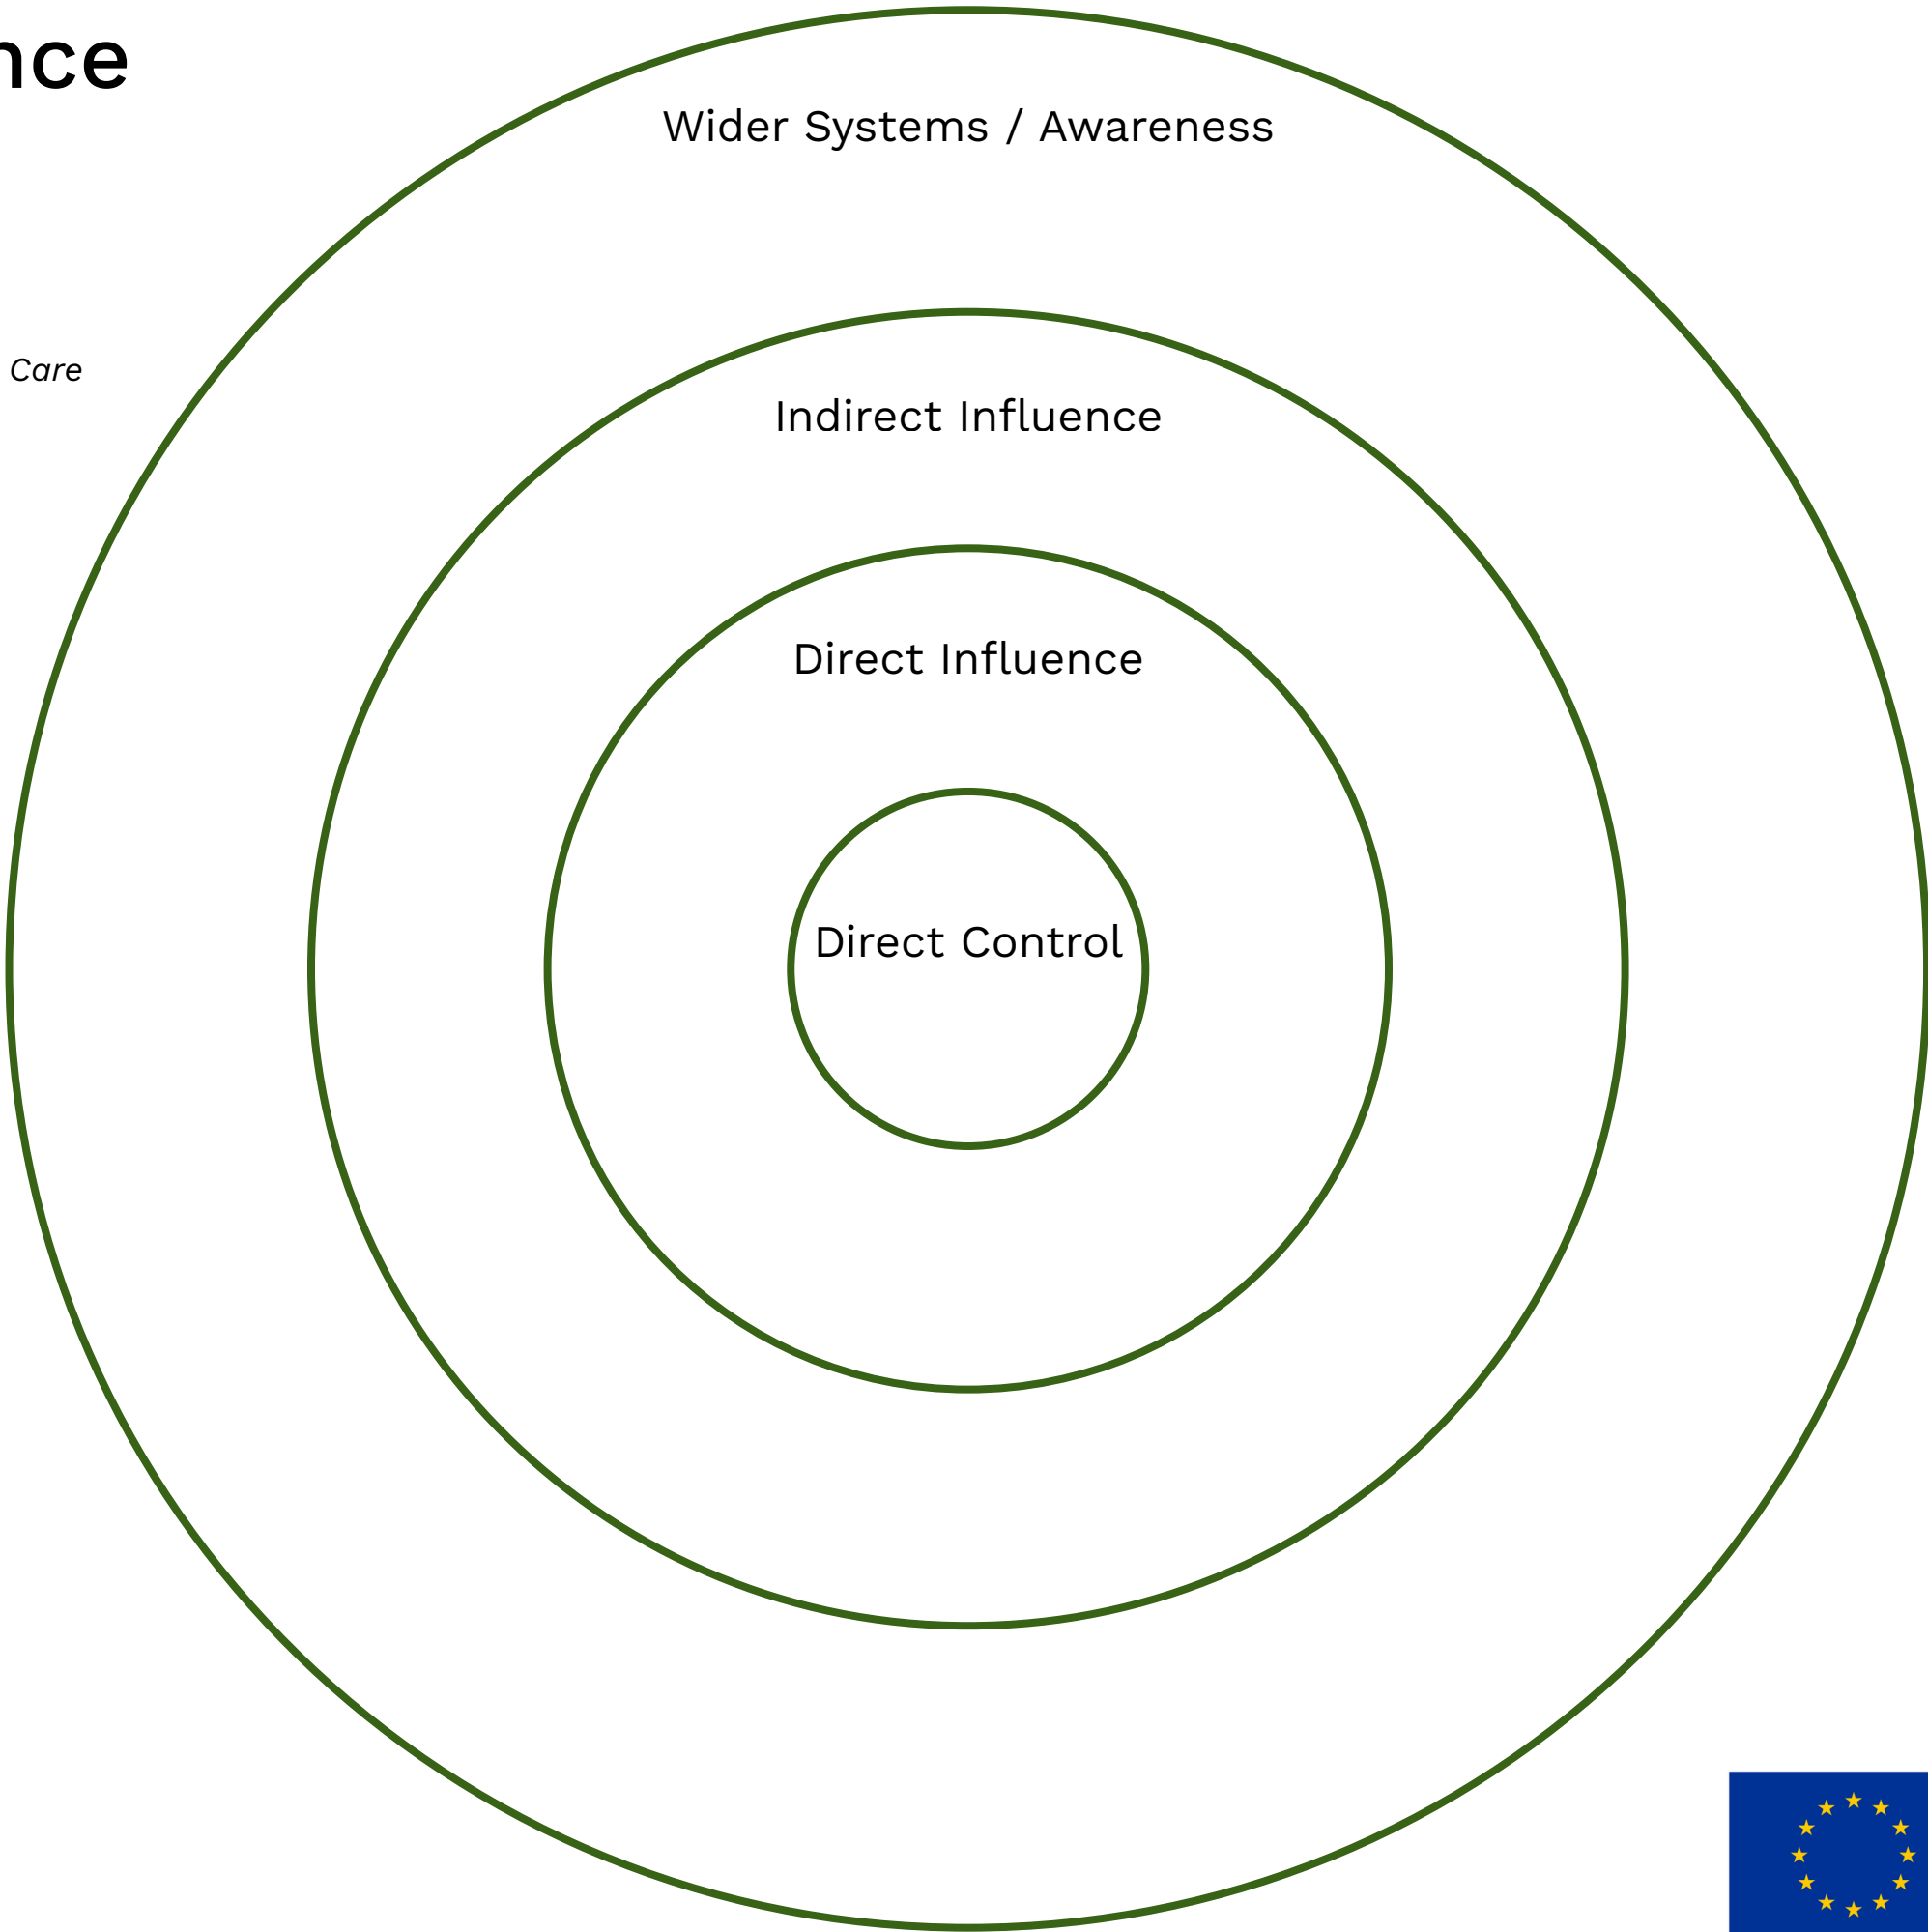 nce
Wider Systems / Awareness
Care
Indirect Influence
Direct Influence
Direct Control